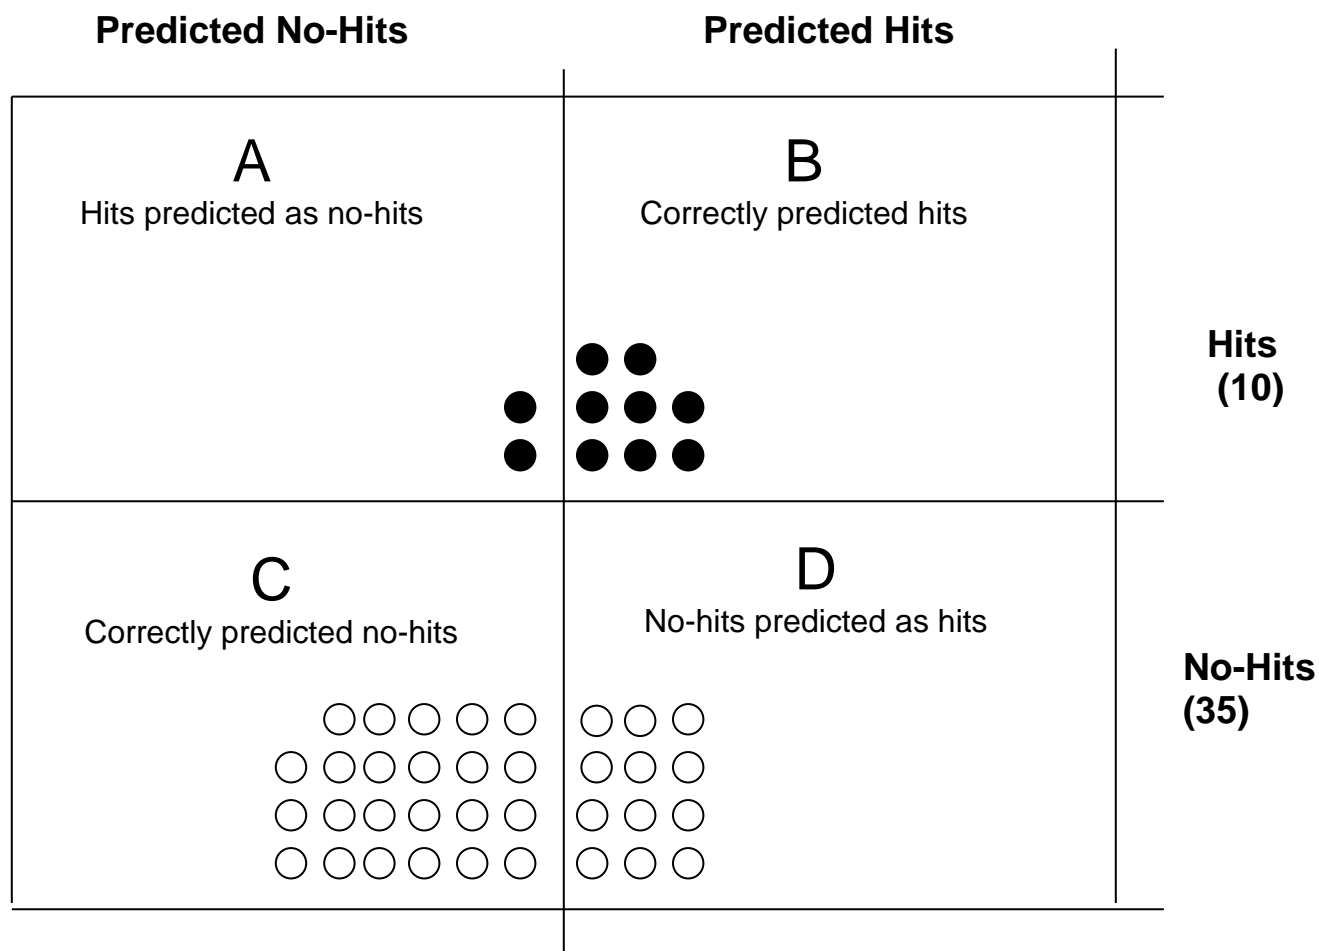 Predicted No-Hits
Predicted Hits
A
Hits predicted as no-hits
B
Correctly predicted hits
Hits
(10)
C
Correctly predicted no-hits
D
No-hits predicted as hits
No-Hits
(35)